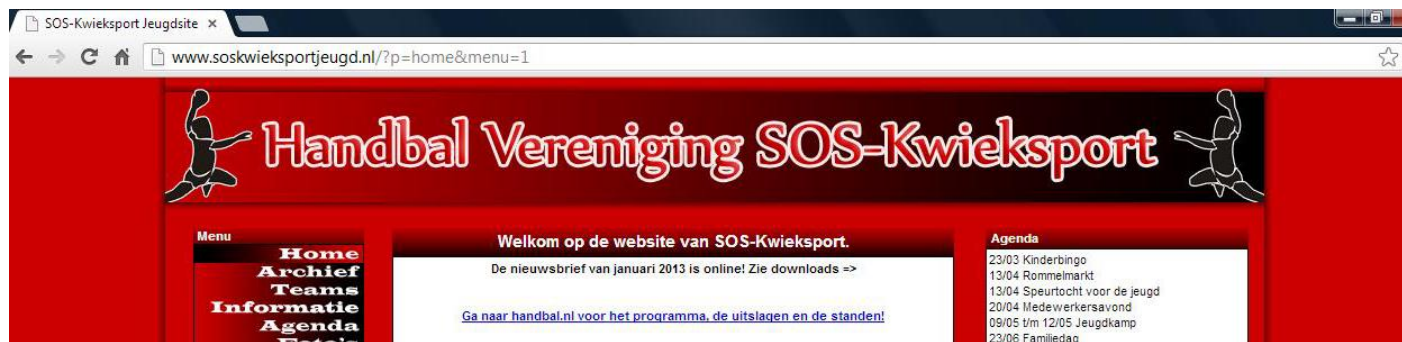 SOS-Kwieksport Jeugdsite
www.soskwieksportjeugd.nl/?p=home&menu=1
Handbal Vereniging SOS-Kwieksport
Menu
Home
Archief
Teams
Informatie
Agenda
Foto's
Welkom op de website van SOS-Kwieksport.
De nieuwsbrief van januari 2013 is online! Zie downloads =>
Ga naar handbal.nl voor het programma, de uitslagen en de standen!
Agenda
23/03 Kinderbingo
13/04 Rommelmarkt
13/04 Speurtocht voor de jeugd
20/04 Medewerkersavond
09/05 t/m 12/05 Jeugdkamp
23/06 Familiedag